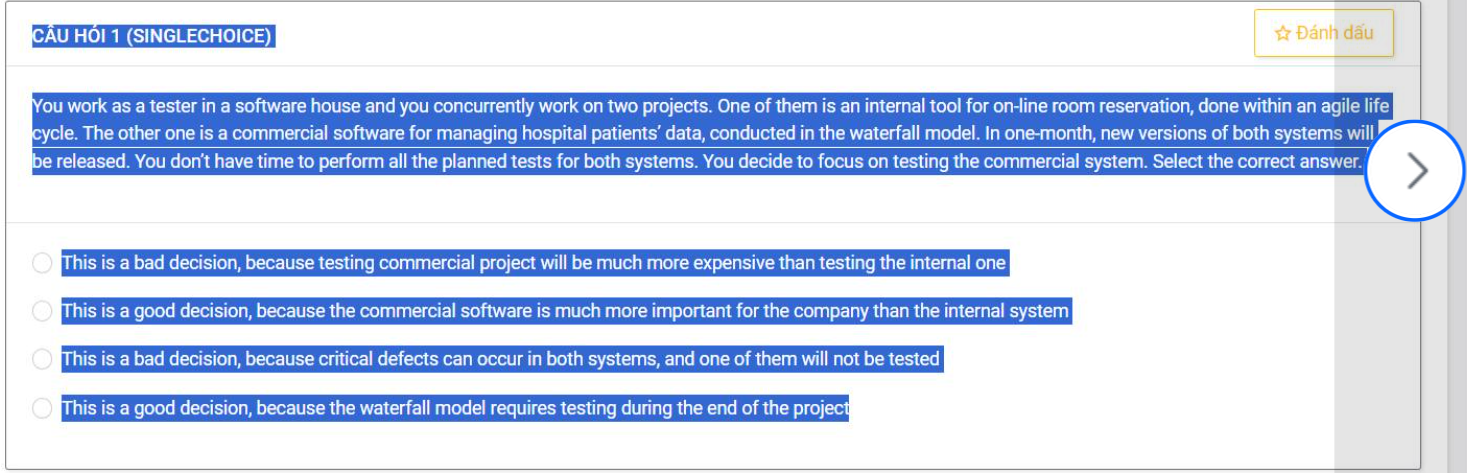 CÂU HỎI 1 (SINGLECHOICE)
☆ Đánh dấu
You work as a tester in a software house and you concurrently work on two projects. One of them is an internal tool for on-line room reservation, done within an agile life
cycle. The other one is a commercial software for managing hospital patients’ data, conducted in the waterfall model. In one-month, new versions of both systems will
be released. You don’t have time to perform all the planned tests for both systems. You decide to focus on testing the commercial system. Select the correct answer.
This is a bad decision, because testing commercial project will be much more expensive than testing the internal one
This is a good decision, because the commercial software is much more important for the company than the internal system
This is a bad decision, because critical defects can occur in both systems, and one of them will not be tested
This is a good decision, because the waterfall model requires testing during the end of the project